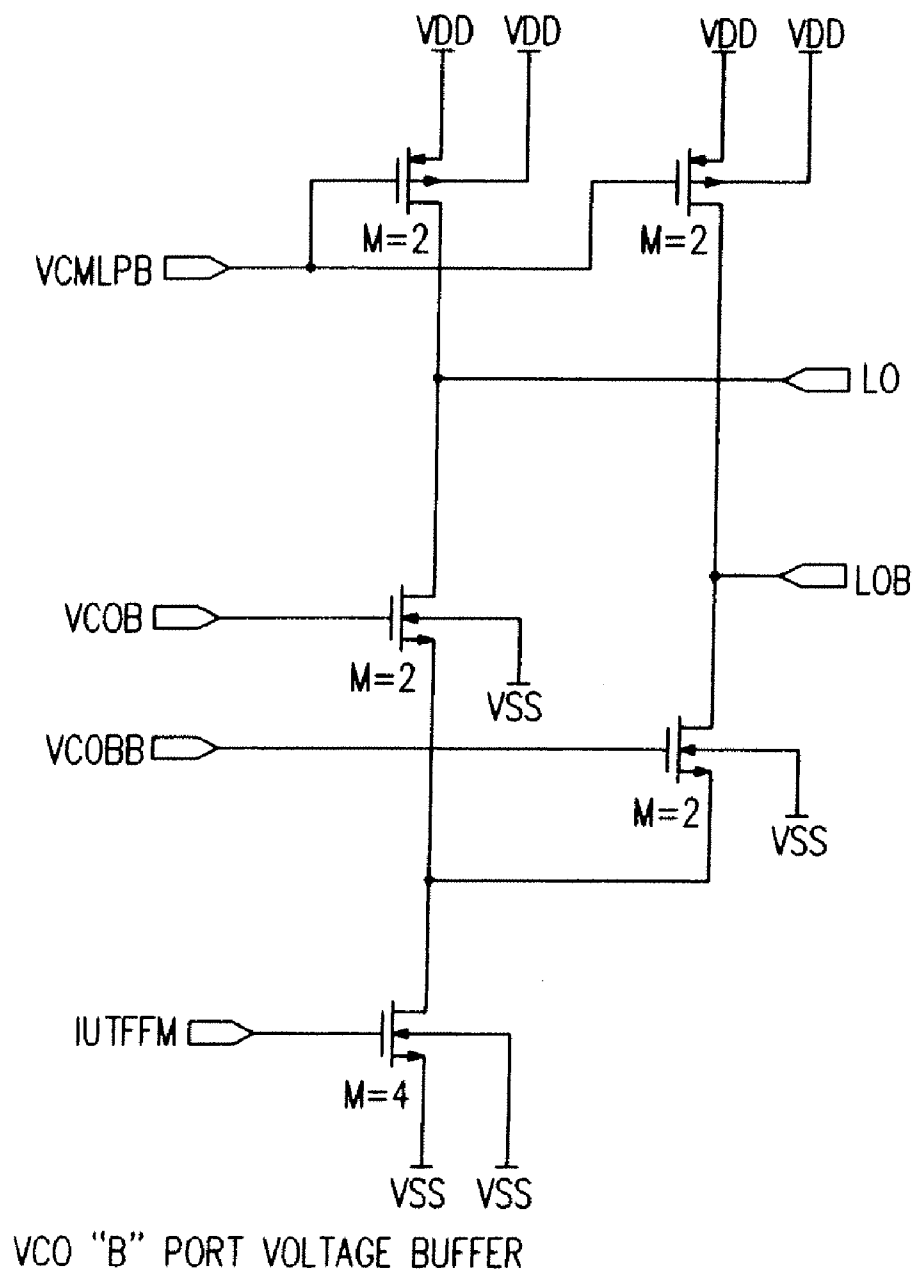 VDD VDD VDD VDD
M=2 M=2
VCMLPB
LO
LOB
VCOB
M=2
VSS
VCOBB
M=2
VSS
IUTFFM
M=4
VSS VSS
VCO “B” PORT VOLTAGE BUFFER